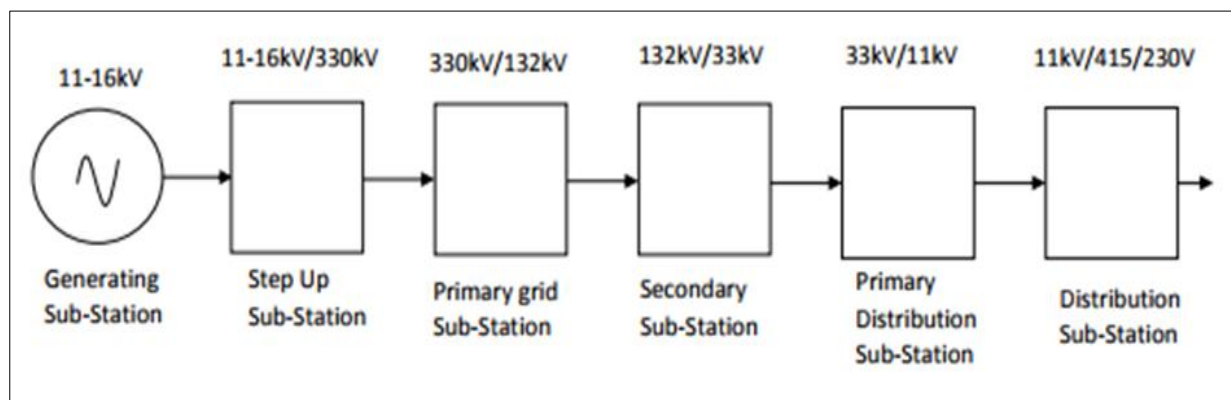 11-16kV
11-16kV/330kV
330kV/132kV
132kV/33kV
33kV/11kV
11kV/415/230V
Generating
Sub-Station
Step Up
Sub-Station
Primary grid
Sub-Station
Secondary
Sub-Station
Primary
Distribution
Sub-Station
Distribution
Sub-Station